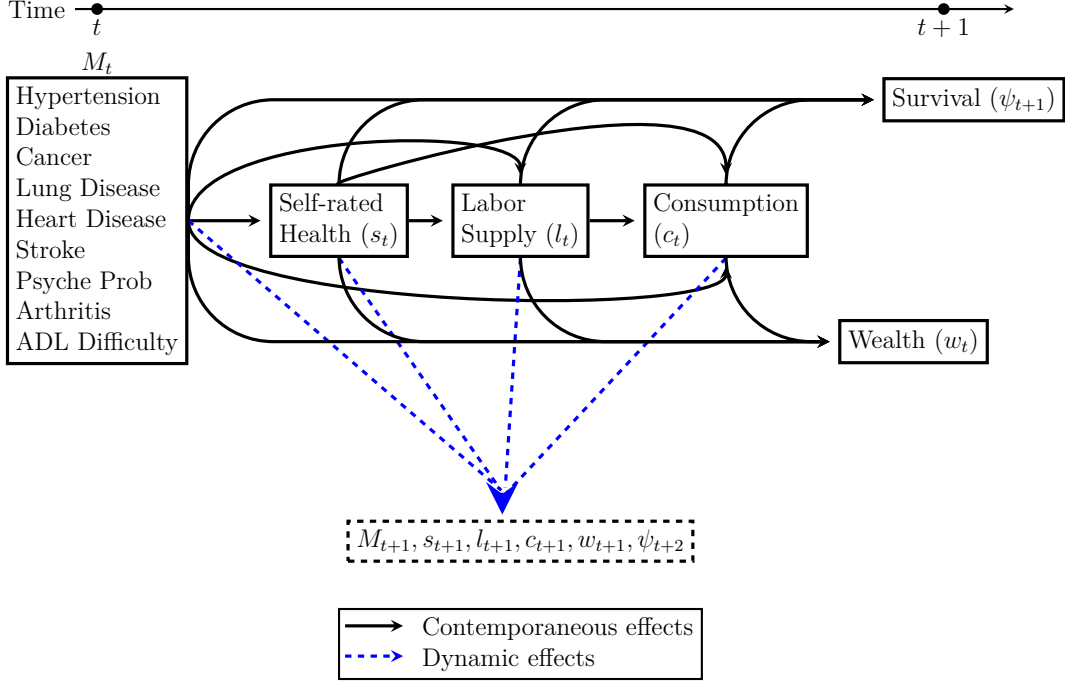 Time
t
t + 1
M_t
Hypertension
Diabetes
Cancer
Lung Disease
Heart Disease
Stroke
Psyche Prob
Arthritis
ADL Difficulty
Survival (ψ_{t+1})
Self-rated
Health (s_t)
Labor
Supply (l_t)
Consumption
(c_t)
Wealth (w_t)
M_{t+1}, s_{t+1}, l_{t+1}, c_{t+1}, w_{t+1}, ψ_{t+2}
Contemporaneous effects
Dynamic effects